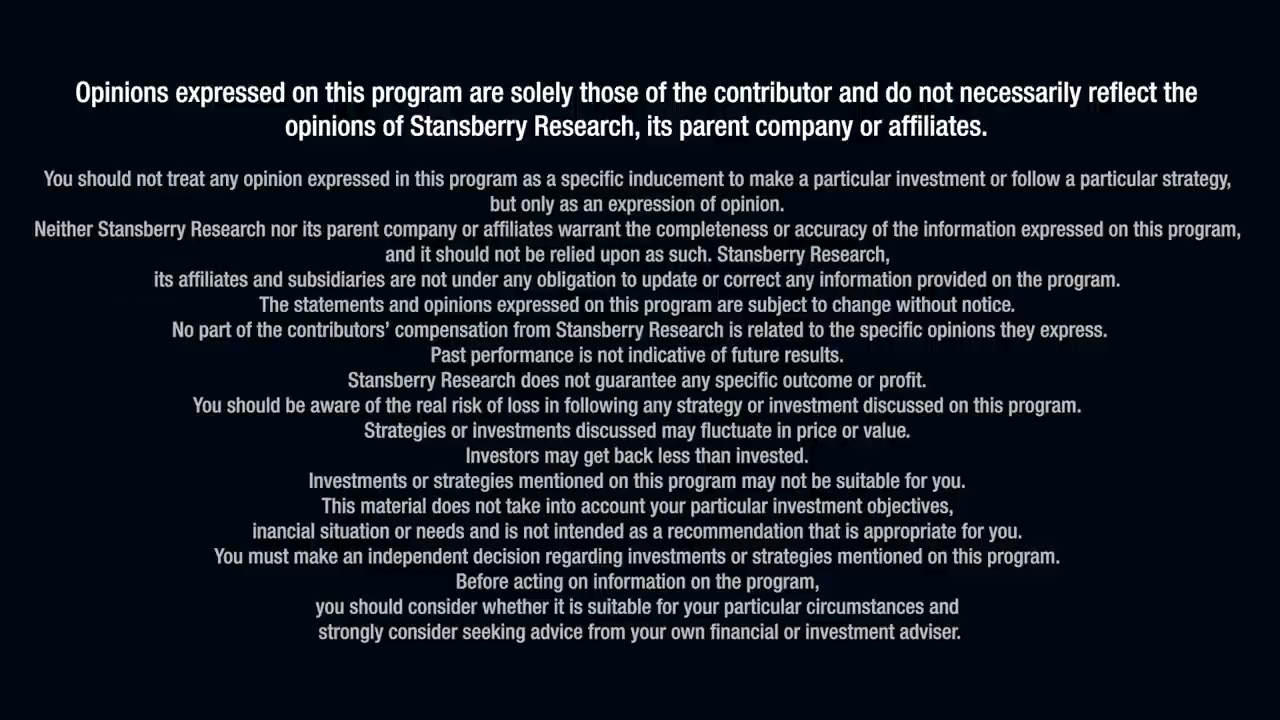 Opinions expressed on this program are solely those of the contributor and do not necessarily reflect the
opinions of Stansberry Research, its parent company or affiliates.
You should not treat any opinion expressed in this program as a specific inducement to make a particular investment or follow a particular strategy,
but only as an expression of opinion.
Neither Stansberry Research nor its parent company or affiliates warrant the completeness or accuracy of the information expressed on this program,
and it should not be relied upon as such. Stansberry Research,
its affiliates and subsidiaries are not under any obligation to update or correct any information provided on the program.
The statements and opinions expressed on this program are subject to change without notice.
No part of the contributors’ compensation from Stansberry Research is related to the specific opinions they express.
Past performance is not indicative of future results.
Stansberry Research does not guarantee any specific outcome or profit.
You should be aware of the real risk of loss in following any strategy or investment discussed on this program.
Strategies or investments discussed may fluctuate in price or value.
Investors may get back less than invested.
Investments or strategies mentioned on this program may not be suitable for you.
This material does not take into account your particular investment objectives,
inancial situation or needs and is not intended as a recommendation that is appropriate for you.
You must make an independent decision regarding investments or strategies mentioned on this program.
Before acting on information on the program,
you should consider whether it is suitable for your particular circumstances and
strongly consider seeking advice from your own financial or investment adviser.